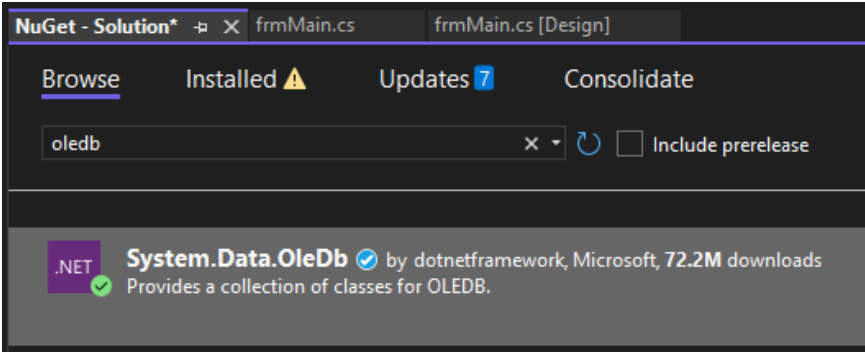 NuGet - Solution* frmMain.cs frmMain.cs [Design]
Browse Installed Updates 7 Consolidate
oledb Include prerelease
.NET System.Data.OleDb by dotnetframework, Microsoft, 72.2M downloads
Provides a collection of classes for OLEDB.